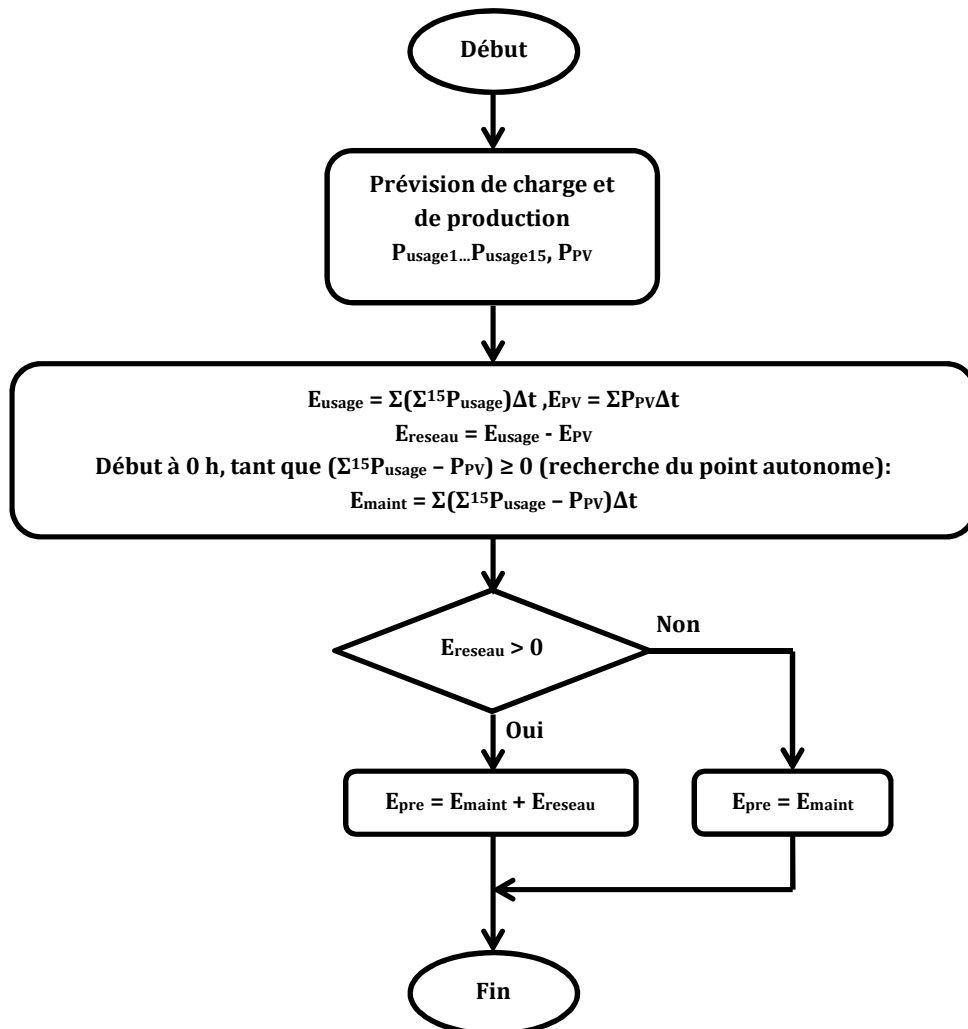 Début
Prévision de charge et
de production
Pusage1...Pusage15, PPV
Eusage = Σ(Σ¹⁵Pusage)Δt ,EPV = ΣPPVΔt
Ereseau = Eusage - EPV
Début à 0 h, tant que (Σ¹⁵Pusage – PPV) ≥ 0 (recherche du point autonome):
Emaint = Σ(Σ¹⁵Pusage – PPV)Δt
Ereseau > 0
Non
Oui
Epre = Emaint + Ereseau
Epre = Emaint
Fin